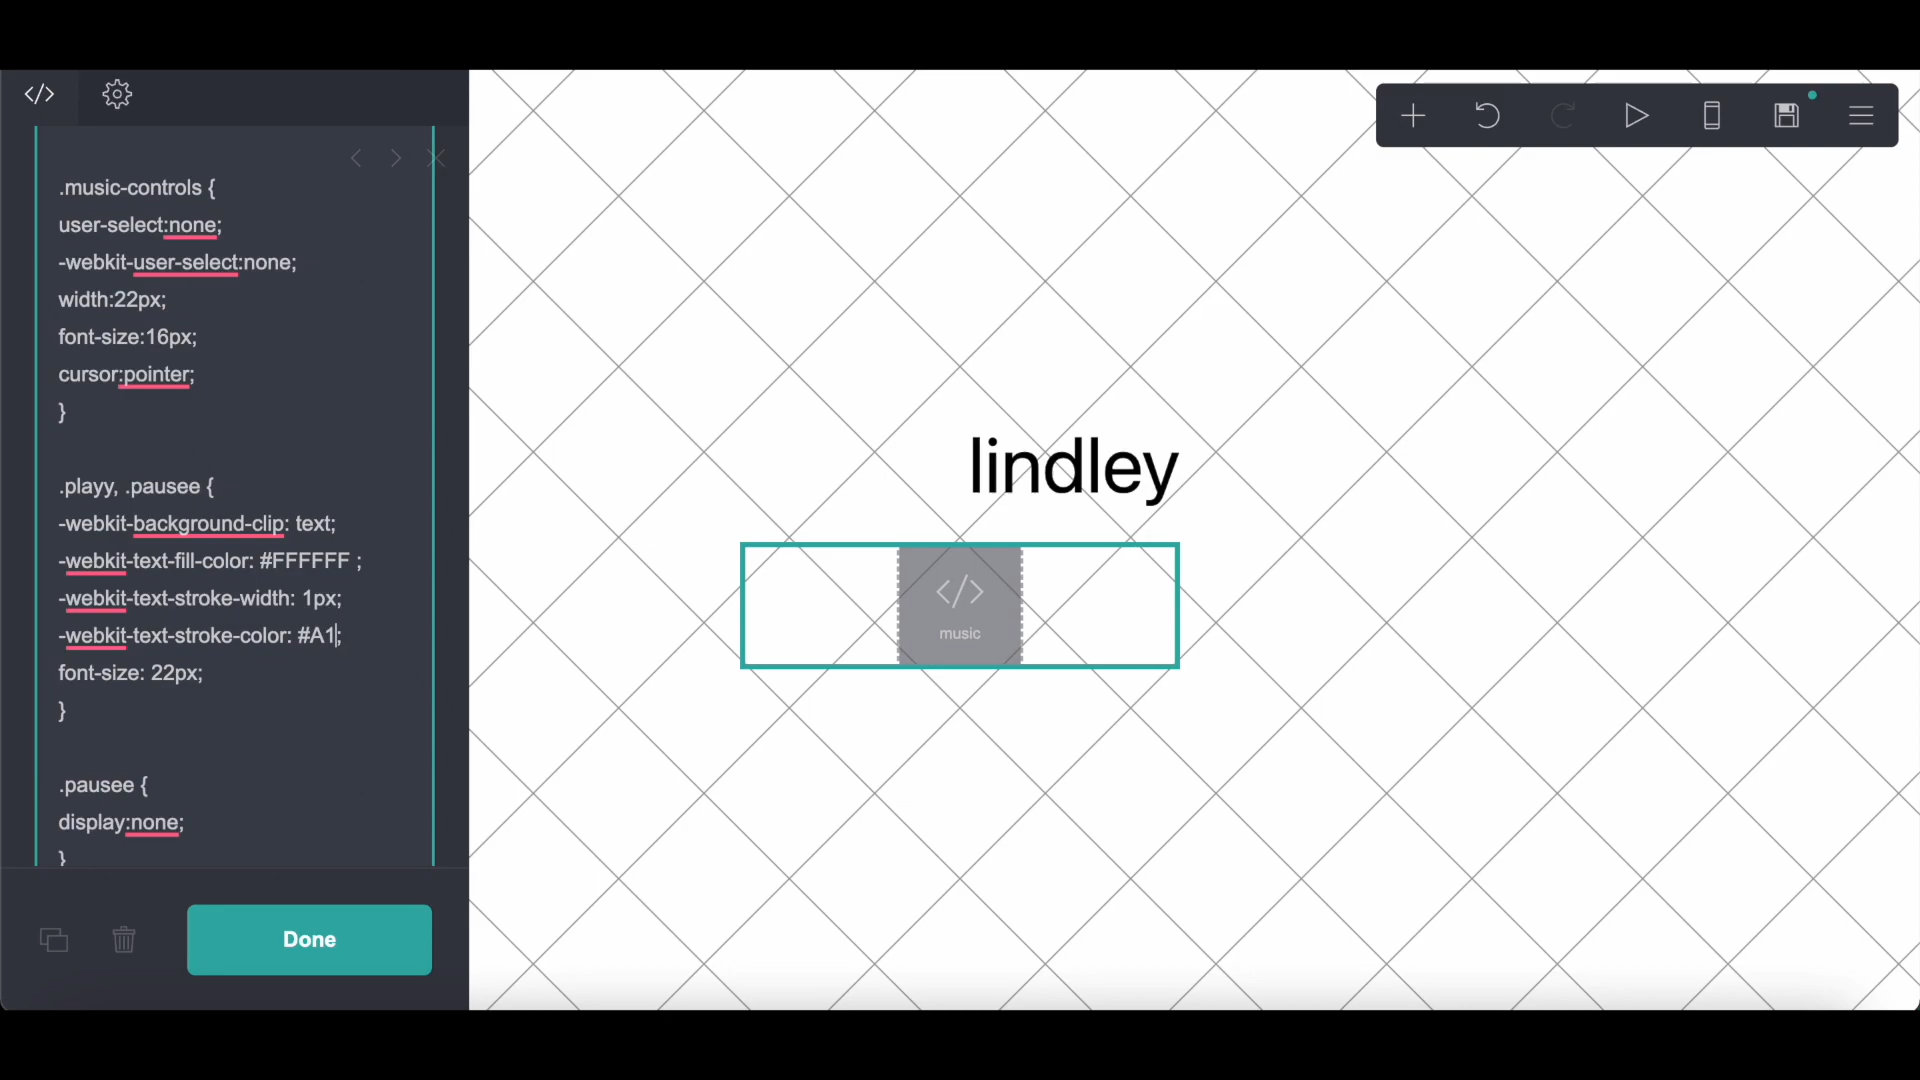 </>
.music-controls {
user-select:none;
-webkit-user-select:none;
width:22px;
font-size:16px;
cursor:pointer;
}
.playy, .pausee {
-webkit-background-clip: text;
-webkit-text-fill-color: #FFFFFF ;
-webkit-text-stroke-width: 1px;
-webkit-text-stroke-color: #A1;
font-size: 22px;
}
.pausee {
display:none;
}
Done
lindley
</>
music